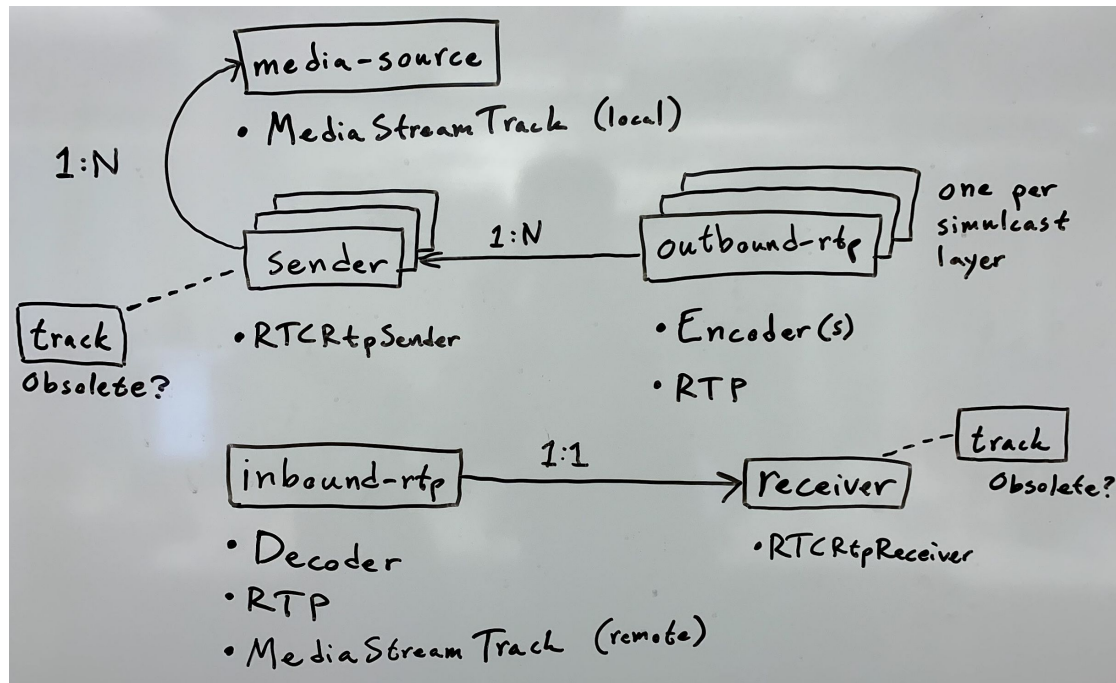 media-source
• MediaStreamTrack (local)
1:N
sender
1:N
outbound-rtp
one per
simulcast
layer
track
Obsolete?
• RTCRtpSender
• Encoder(s)
• RTP
inbound-rtp
1:1
receiver
track
Obsolete?
• Decoder
• RTP
• MediaStreamTrack (remote)
• RTCRtpReceiver